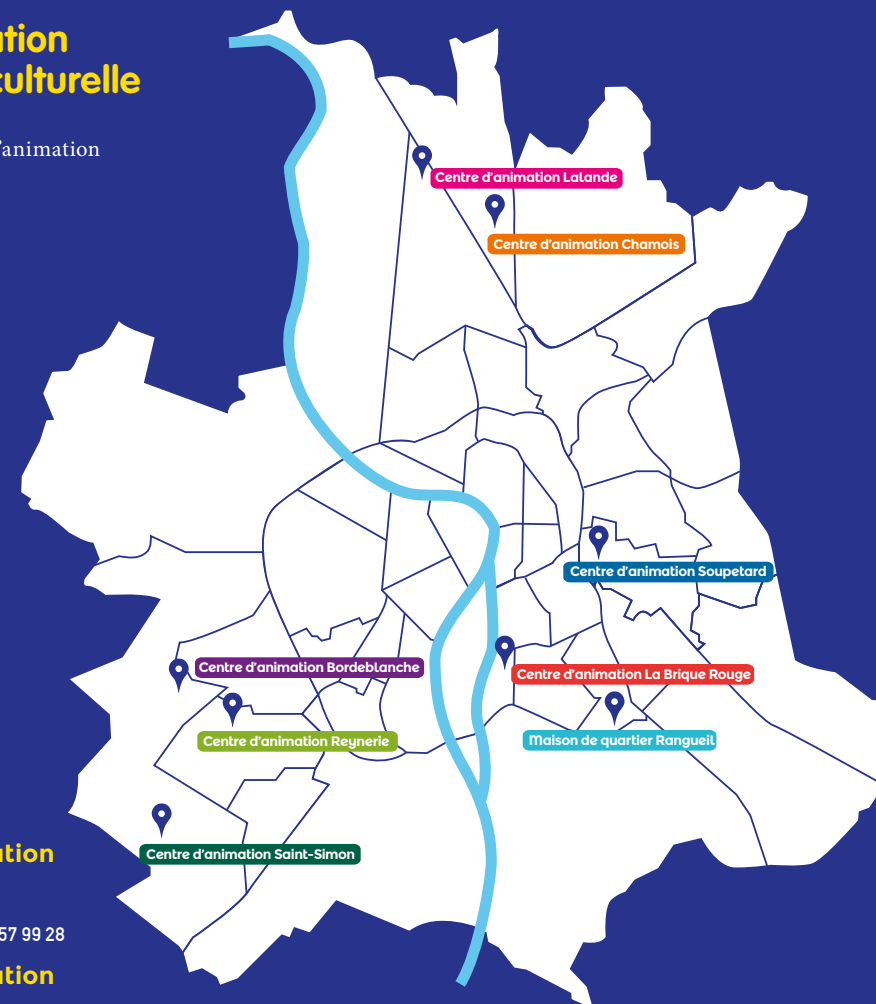 ation
culturelle
'animation
Centre d'animation Lalande
Centre d'animation Chamois
Centre d'animation Soupetard
Centre d'animation Bordeblanche
Centre d'animation La Brique Rouge
Centre d'animation Reynerie
Maison de quartier Rangueil
Centre d'animation Saint-Simon
ation
57 99 28
ation